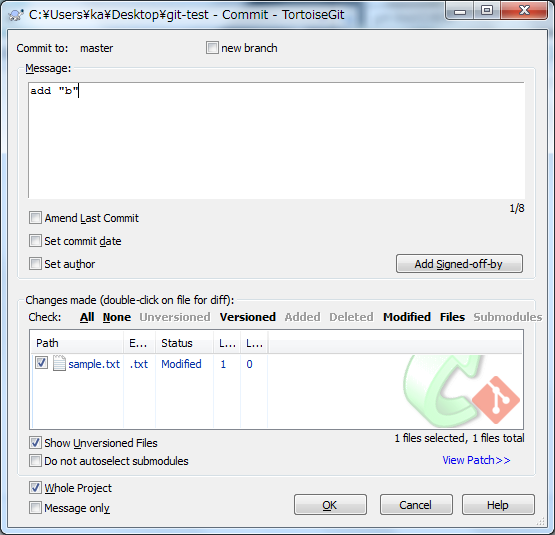 C:¥Users¥ka¥Desktop¥git-test - Commit - TortoiseGit
Commit to: master new branch
Message:
add "b"
1/8
Amend Last Commit
Set commit date
Set author
Add Signed-off-by
Changes made (double-click on file for diff):
Check: All None Unversioned Versioned Added Deleted Modified Files Submodules
Path E... Status L... L...
sample.txt .txt Modified 1 0
Show Unversioned Files
1 files selected, 1 files total
Do not autoselect submodules
View Patch>>
Whole Project
Message only
OK Cancel Help